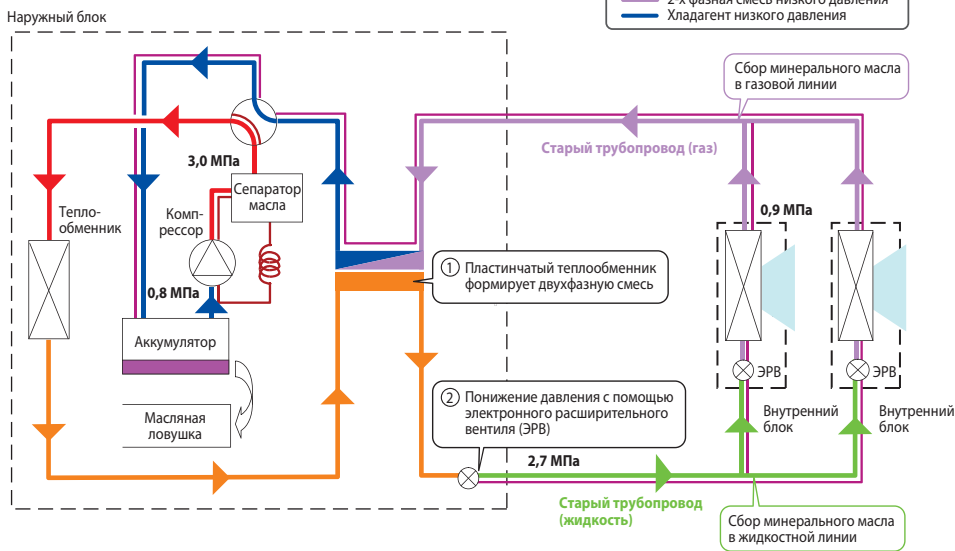 2-х фазная смесь низкого давления
Хладагент низкого давления
Наружный блок
Сбор минерального масла
в газовой линии
Старый трубопровод (газ)
3,0 МПа
Сепаратор
масла
Тепло-
обменник
Комп-
рессор
0,9 МПа
1 Пластинчатый теплообменник
формирует двухфазную смесь
0,8 МПа
Аккумулятор
ЭРВ
ЭРВ
Масляная
ловушка
2 Понижение давления с помощью
электронного расширительного
вентиля (ЭРВ)
Внутренний
блок
Внутренний
блок
2,7 МПа
Старый трубопровод
(жидкость)
Сбор минерального масла
в жидкостной линии